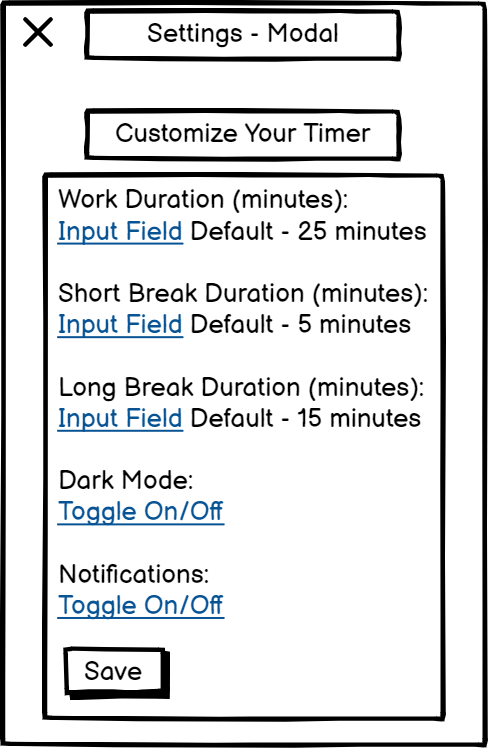 Settings - Modal
Customize Your Timer
Work Duration (minutes):
Input Field Default - 25 minutes
Short Break Duration (minutes):
Input Field Default - 5 minutes
Long Break Duration (minutes):
Input Field Default - 15 minutes
Dark Mode:
Toggle On/Off
Notifications:
Toggle On/Off
Save